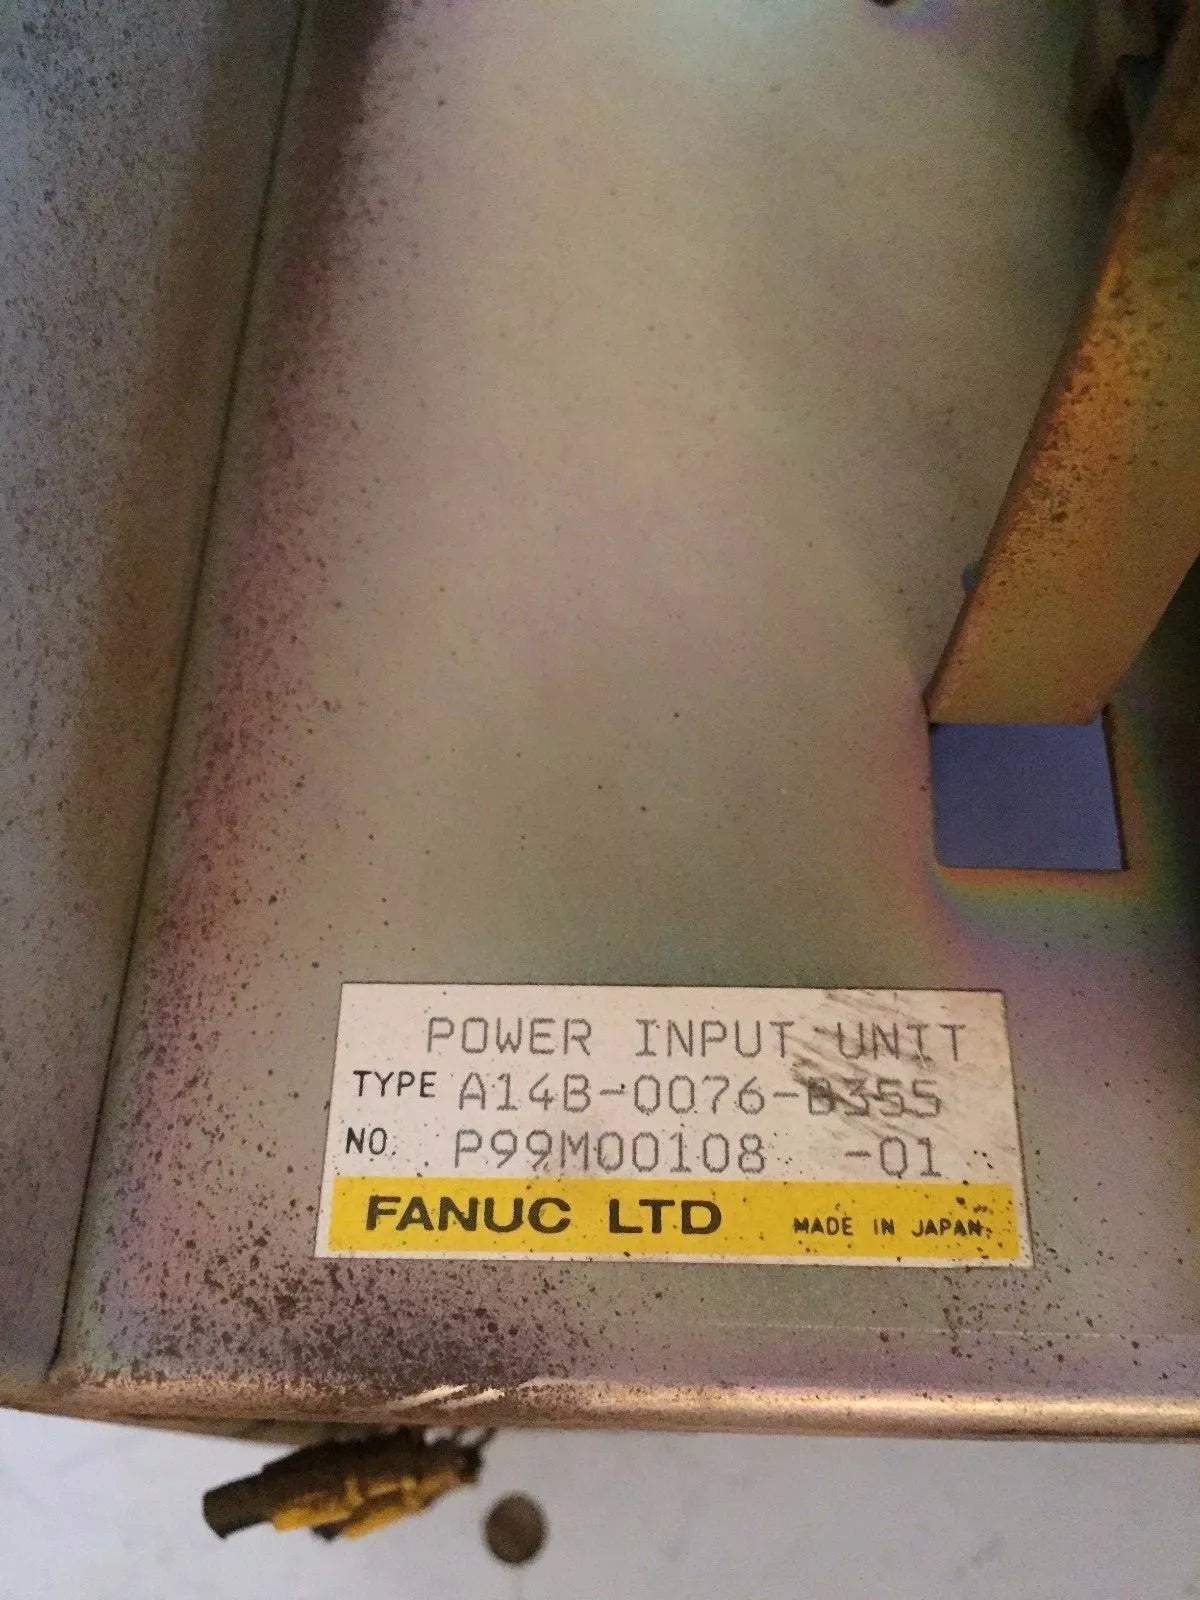 POWER INPUT UNIT
TYPE A14B-0076-B355
NO. P99M00108 -01
FANUC LTD MADE IN JAPAN